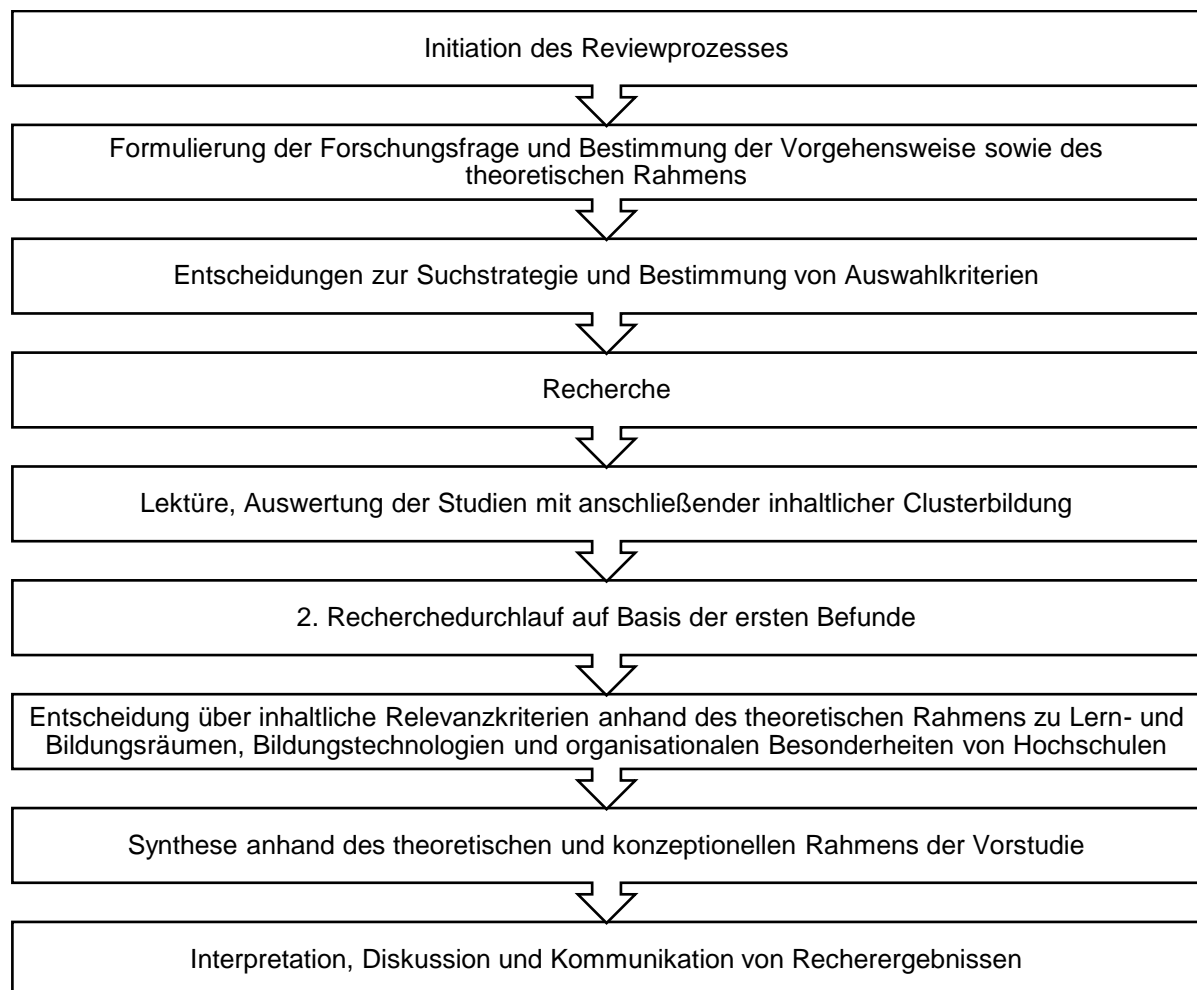 Initiation des Reviewprozesses
Formulierung der Forschungsfrage und Bestimmung der Vorgehensweise sowie des
theoretischen Rahmens
Entscheidungen zur Suchstrategie und Bestimmung von Auswahlkriterien
Recherche
Lektüre, Auswertung der Studien mit anschließender inhaltlicher Clusterbildung
2. Recherchedurchlauf auf Basis der ersten Befunde
Entscheidung über inhaltliche Relevanzkriterien anhand des theoretischen Rahmens zu Lern- und
Bildungsräumen, Bildungstechnologien und organisationalen Besonderheiten von Hochschulen
Synthese anhand des theoretischen und konzeptionellen Rahmens der Vorstudie
Interpretation, Diskussion und Kommunikation von Recherergebnissen